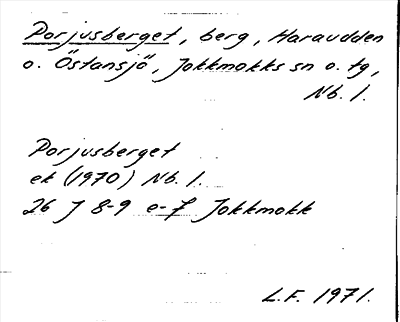 Porjusberget, berg, Haraudden
o. Östansjö, Jokkmokks sn o. tg,
Nb. l.
Porjusberget
ek (1970) Nb. l.
26 J 8-9 e-f Jokkmokk
L.F. 1971.